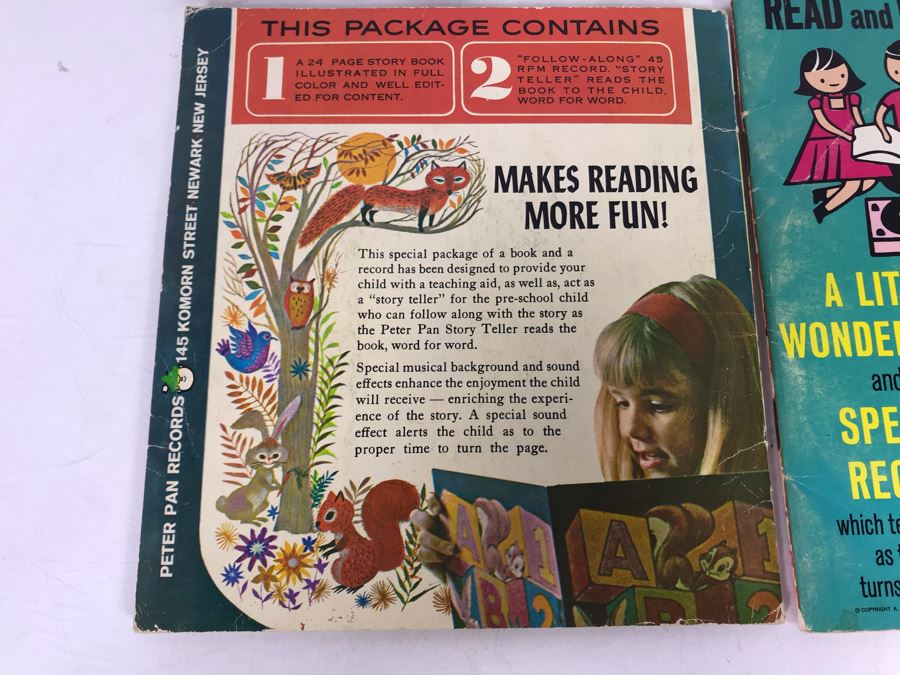 THIS PACKAGE CONTAINS
1
A 24 PAGE STORY BOOK
ILLUSTRATED IN FULL
COLOR AND WELL EDIT-
ED FOR CONTENT.
2
"FOLLOW-ALONG" 45
RPM RECORD. "STORY
TELLER" READS THE
BOOK TO THE CHILD,
WORD FOR WORD.
MAKES READING
MORE FUN!
This special package of a book and a
record has been designed to provide your
child with a teaching aid, as well as, act as
a “story teller” for the pre-school child
who can follow along with the story as
the Peter Pan Story Teller reads the
book, word for word.
Special musical background and sound
effects enhance the enjoyment the child
will receive — enriching the experi-
ence of the story. A special sound
effect alerts the child as to the
proper time to turn the page.
PETER PAN RECORDS 145 KOMORN STREET NEWARK NEW JERSEY
A
B
1
2
A
1
B
2
READ and
A LIT
WONDE
and
SPE
REC
which te
as
turns
© COPYRIGHT A.